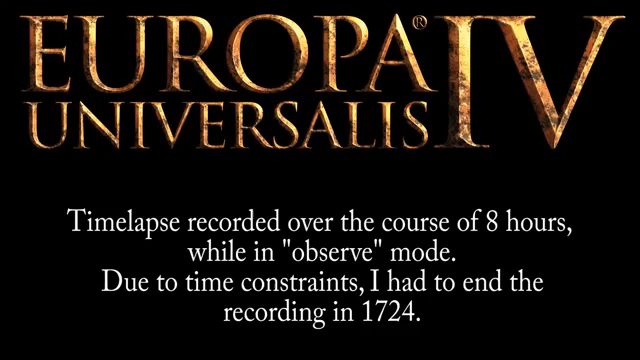 EUROPA® IV
UNIVERSALIS
Timelapse recorded over the course of 8 hours,
while in "observe" mode.
Due to time constraints, I had to end the
recording in 1724.